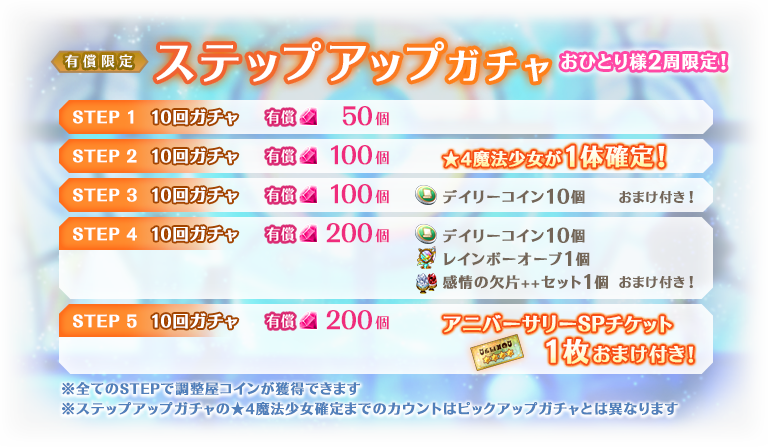 有償限定 ステップアップガチャ おひとり様2周限定!
STEP 1 10回ガチャ 有償 50個
STEP 2 10回ガチャ 有償 100個 ★4魔法少女が1体確定!
STEP 3 10回ガチャ 有償 100個 デイリーコイン10個 おまけ付き!
STEP 4 10回ガチャ 有償 200個 デイリーコイン10個
レインボーオーブ1個
感情の欠片++セット1個 おまけ付き!
STEP 5 10回ガチャ 有償 200個 アニバーサリーSPチケット
1枚おまけ付き!
※全てのSTEPで調整屋コインが獲得できます
※ステップアップガチャの★4魔法少女確定までのカウントはピックアップガチャとは異なります